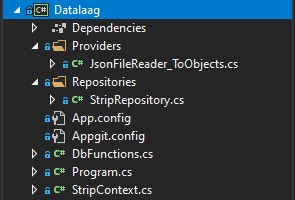 C# Datalaag
Dependencies
Providers
C# JsonFileReader_ToObjects.cs
Repositories
C# StripRepository.cs
App.config
Appgit.config
C# DbFunctions.cs
C# Program.cs
C# StripContext.cs